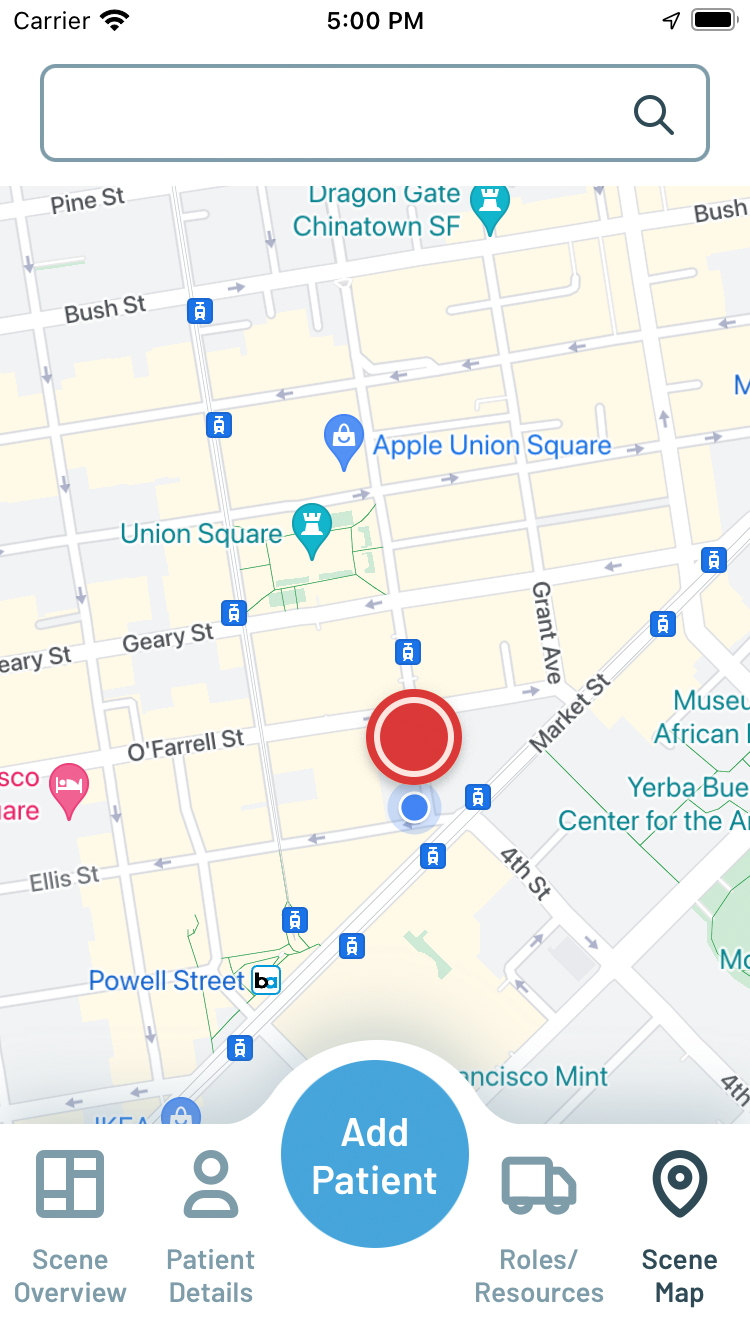 Carrier
5:00 PM
Pine St
Dragon Gate
Chinatown SF
Bush
Bush St
Apple Union Square
Union Square
Grant Ave
Geary St
eary St
Market St
Museu
African
O'Farrell St
sco
are
Yerba Bue
Center for the A
4th St
Ellis St
Powell Street
ba
Mo
ancisco Mint
4th
IKEA
Add
Patient
Scene
Overview
Patient
Details
Roles/
Resources
Scene
Map